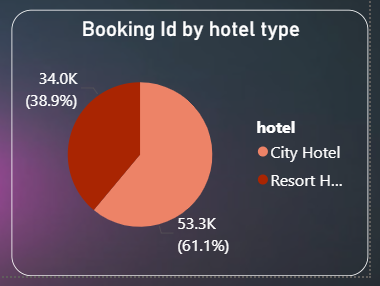 Booking Id by hotel type
34.0K
(38.9%)
hotel
City Hotel
Resort H...
53.3K
(61.1%)